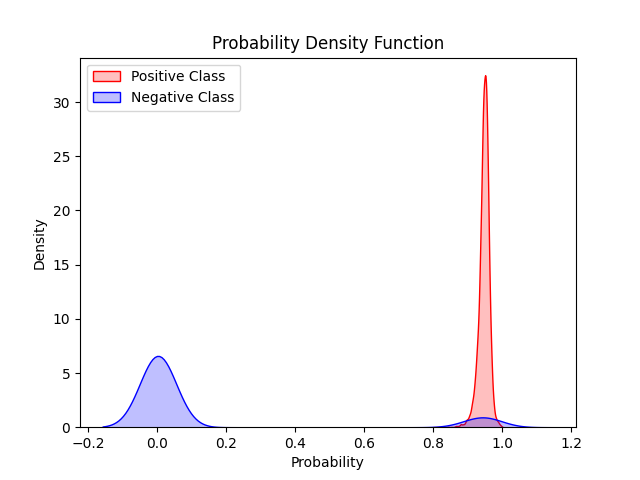 Probability Density Function
Positive Class
Negative Class
Density
30
25
20
15
10
5
0
−0.2 0.0 0.2 0.4 0.6 0.8 1.0 1.2
Probability